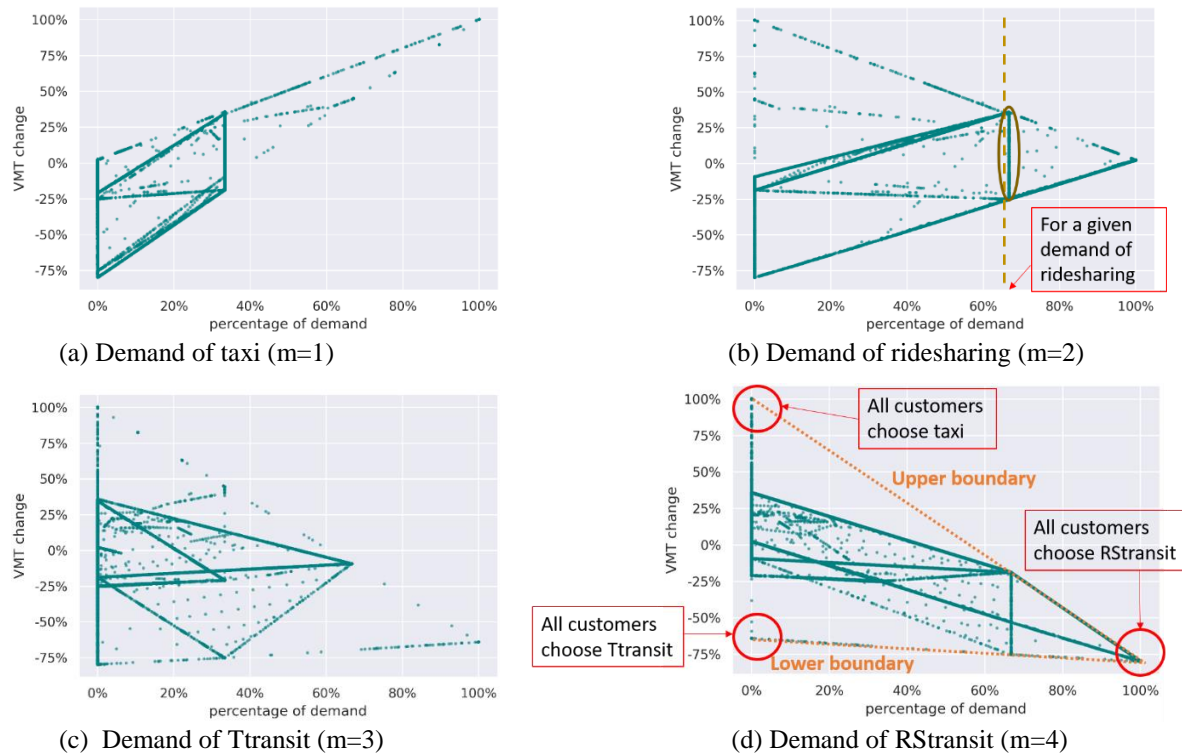 100%
75%
50%
25%
0%
-25%
-50%
-75%
VMT change
0% 20% 40% 60% 80% 100%
percentage of demand
(a) Demand of taxi (m=1)
100%
75%
50%
25%
0%
-25%
-50%
-75%
VMT change
For a given
demand of
ridesharing
0% 20% 40% 60% 80% 100%
percentage of demand
(b) Demand of ridesharing (m=2)
100%
75%
50%
25%
0%
-25%
-50%
-75%
VMT change
0% 20% 40% 60% 80% 100%
percentage of demand
(c) Demand of Ttransit (m=3)
100%
75%
50%
25%
0%
-25%
-50%
-75%
VMT change
All customers
choose taxi
Upper boundary
All customers
choose RStransit
All customers
choose Ttransit
Lower boundary
0% 20% 40% 60% 80% 100%
percentage of demand
(d) Demand of RStransit (m=4)